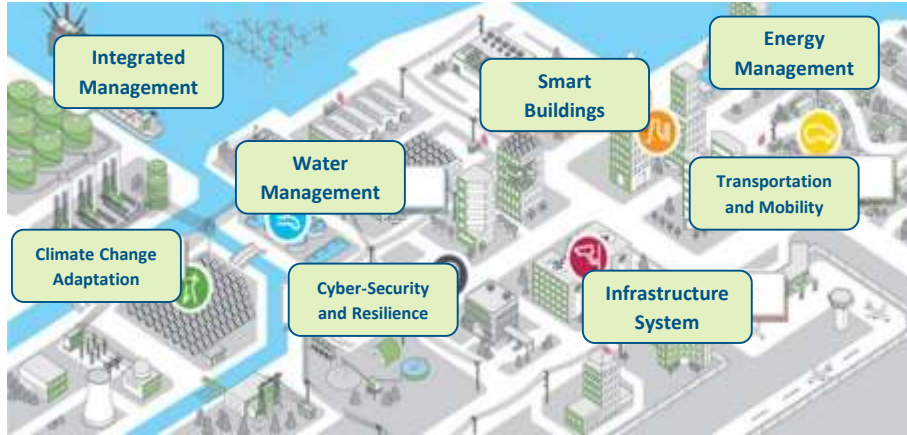 Integrated
Management
Energy
Management
Smart
Buildings
Water
Management
Transportation
and Mobility
Climate Change
Adaptation
Cyber-Security
and Resilience
Infrastructure
System